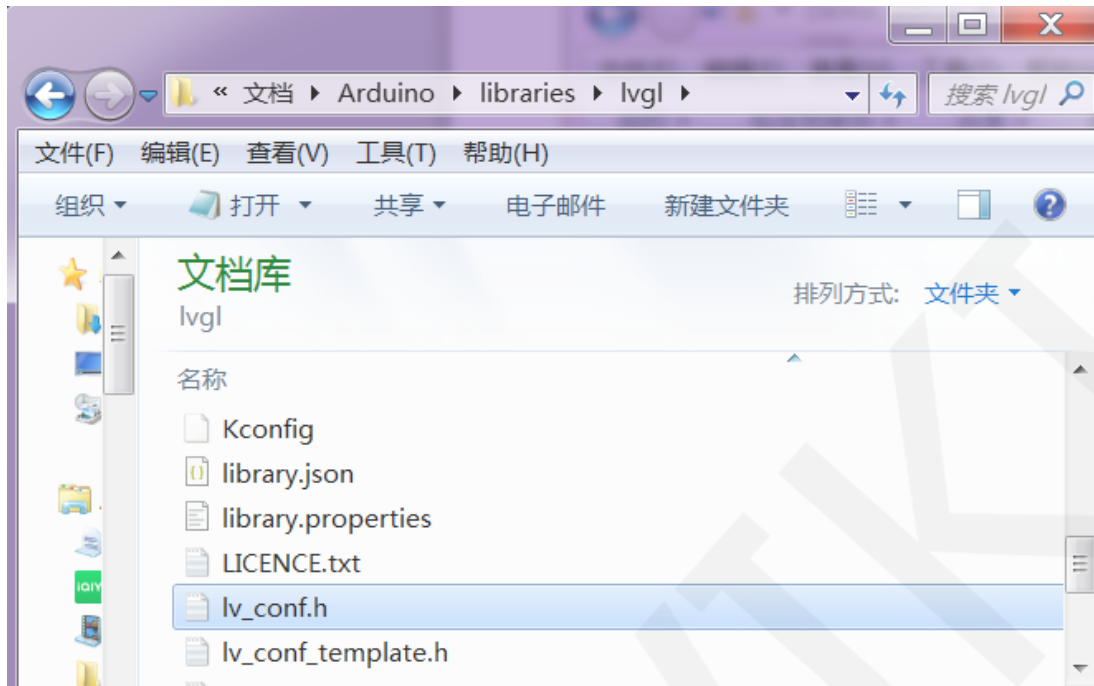 « 文档 ▸ Arduino ▸ libraries ▸ lvgl ▸ 搜索 lvgl
文件(F) 编辑(E) 查看(V) 工具(T) 帮助(H)
组织 打开 共享 电子邮件 新建文件夹
文档库
lvgl
排列方式: 文件夹
名称
Kconfig
library.json
library.properties
LICENCE.txt
lv_conf.h
lv_conf_template.h